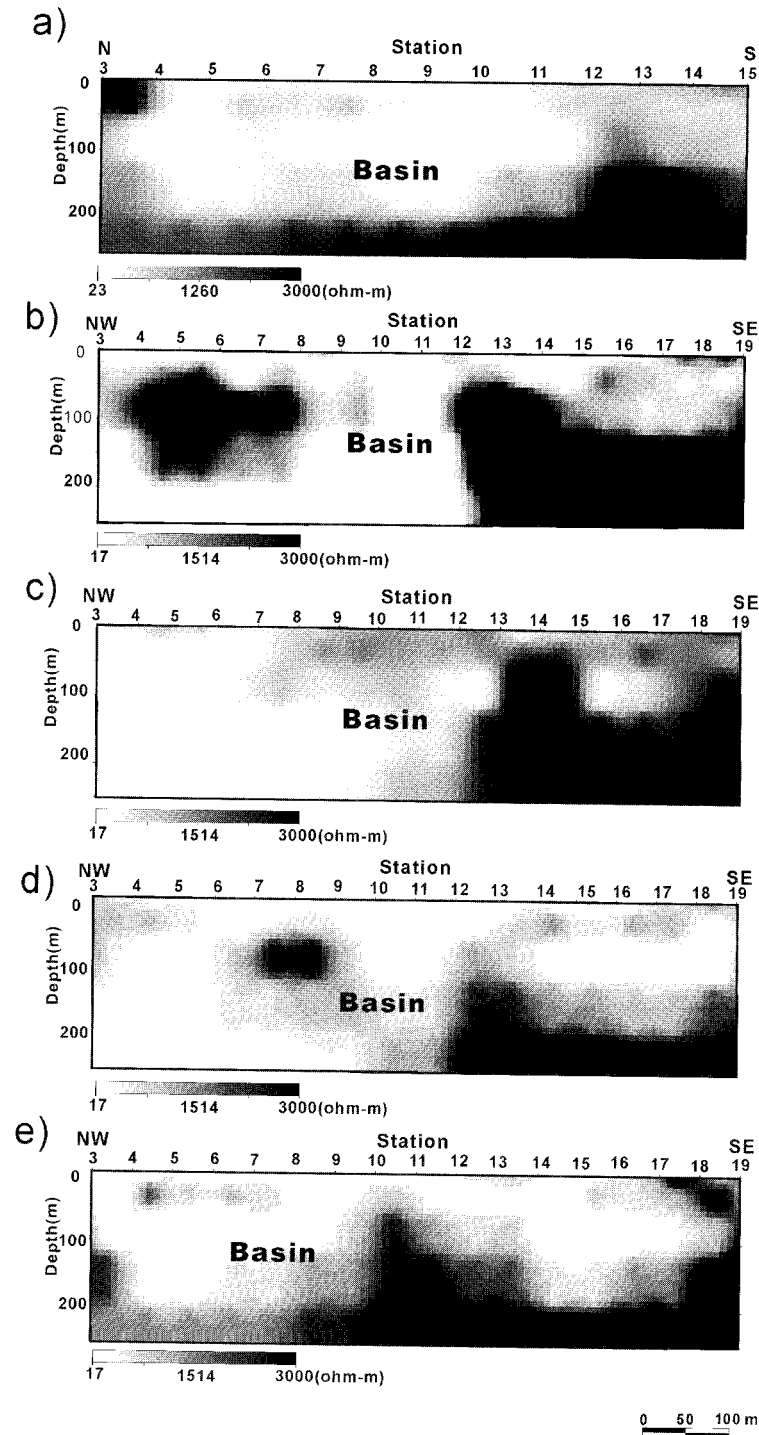 a)
N Station S
3 4 5 6 7 8 9 10 11 12 13 14 15
0
100
200
Depth(m)
Basin
23 1260 3000(ohm-m)
b)
NW Station SE
3 4 5 6 7 8 9 10 11 12 13 14 15 16 17 18 19
0
100
200
Depth(m)
Basin
17 1514 3000(ohm-m)
c)
NW Station SE
3 4 5 6 7 8 9 10 11 12 13 14 15 16 17 18 19
0
100
200
Depth(m)
Basin
17 1514 3000(ohm-m)
d)
NW Station SE
3 4 5 6 7 8 9 10 11 12 13 14 15 16 17 18 19
0
100
200
Depth(m)
Basin
17 1514 3000(ohm-m)
e)
NW Station SE
3 4 5 6 7 8 9 10 11 12 13 14 15 16 17 18 19
0
100
200
Depth(m)
Basin
17 1514 3000(ohm-m)
0 50 100 m